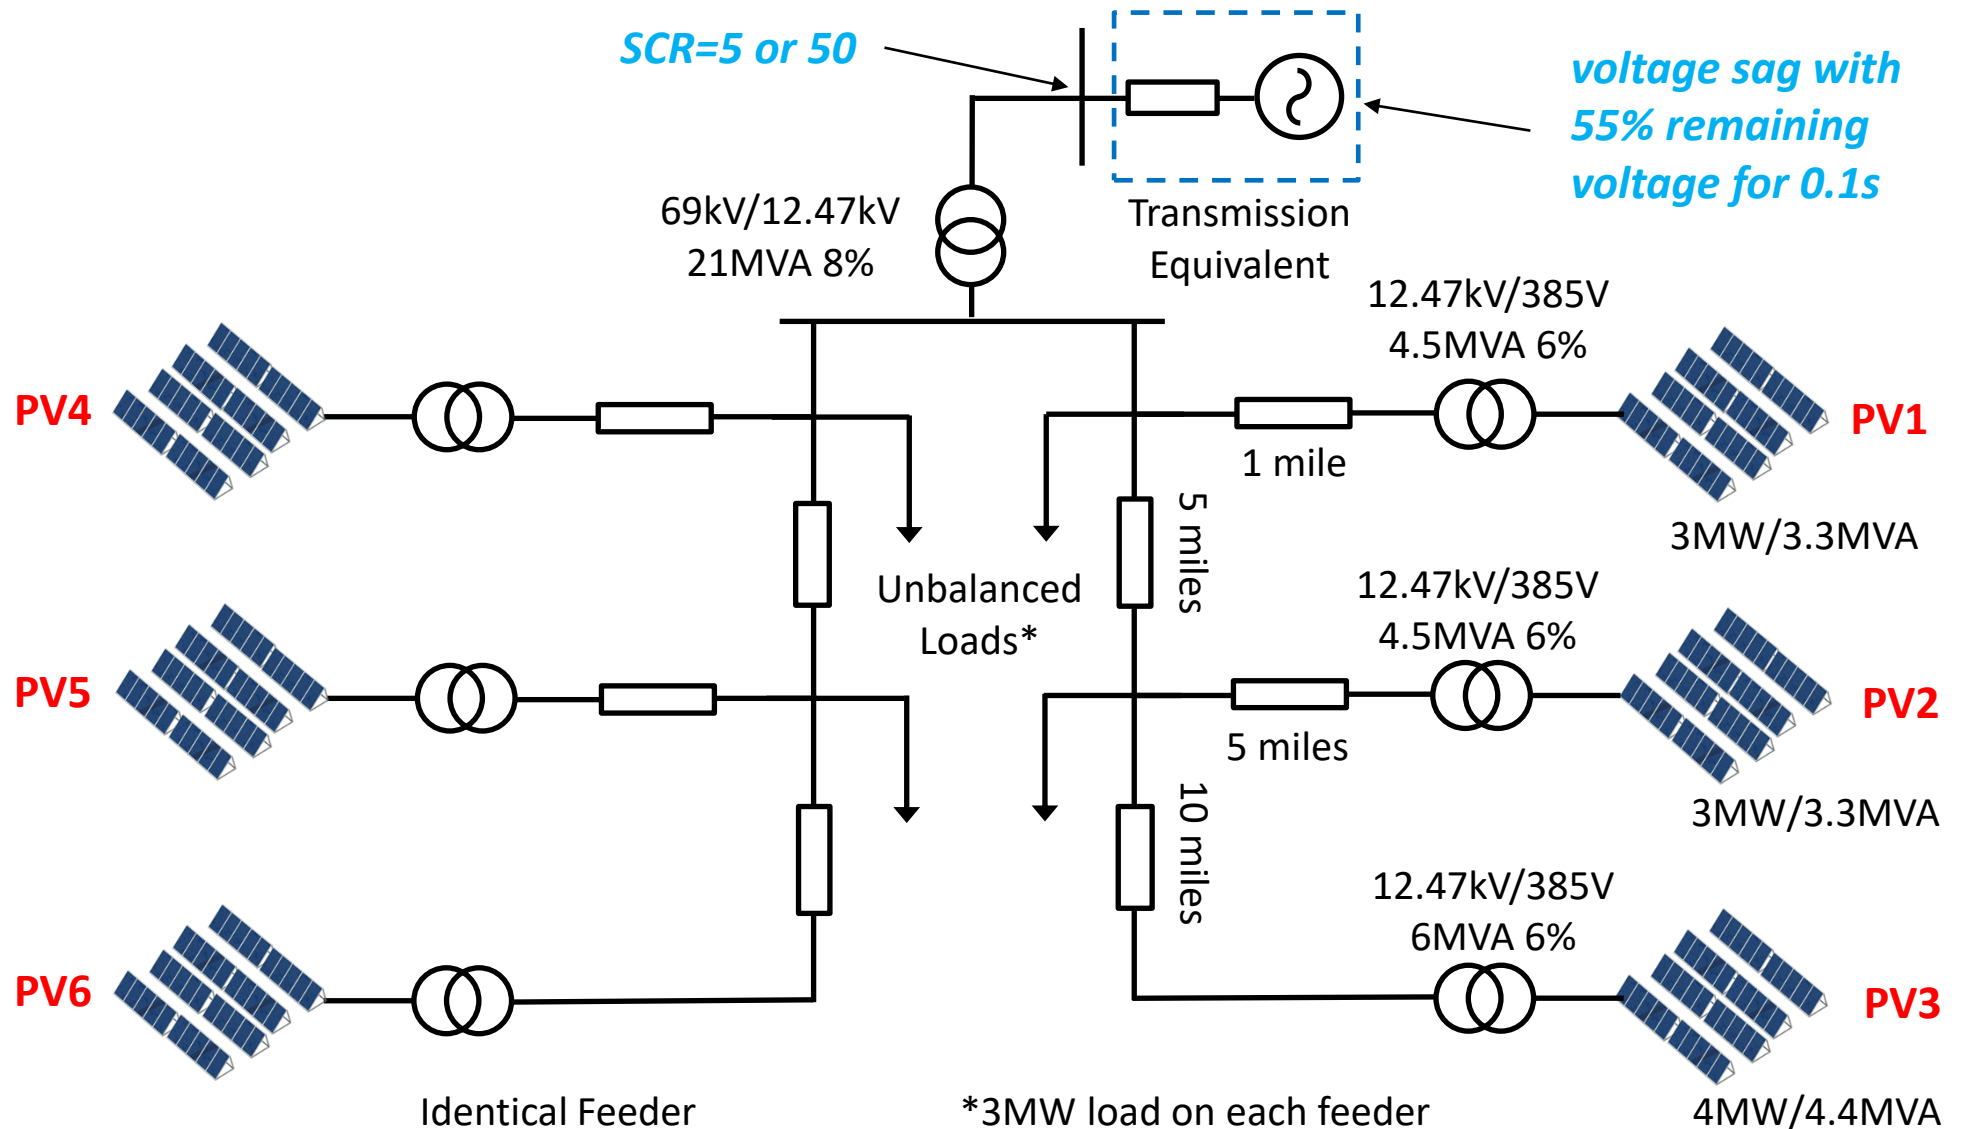 SCR=5 or 50
voltage sag with
55% remaining
voltage for 0.1s
69kV/12.47kV
21MVA 8%
Transmission
Equivalent
12.47kV/385V
4.5MVA 6%
PV4
PV1
1 mile
5 miles
3MW/3.3MVA
Unbalanced
Loads*
12.47kV/385V
4.5MVA 6%
PV5
PV2
5 miles
10 miles
3MW/3.3MVA
12.47kV/385V
6MVA 6%
PV6
PV3
Identical Feeder
*3MW load on each feeder
4MW/4.4MVA